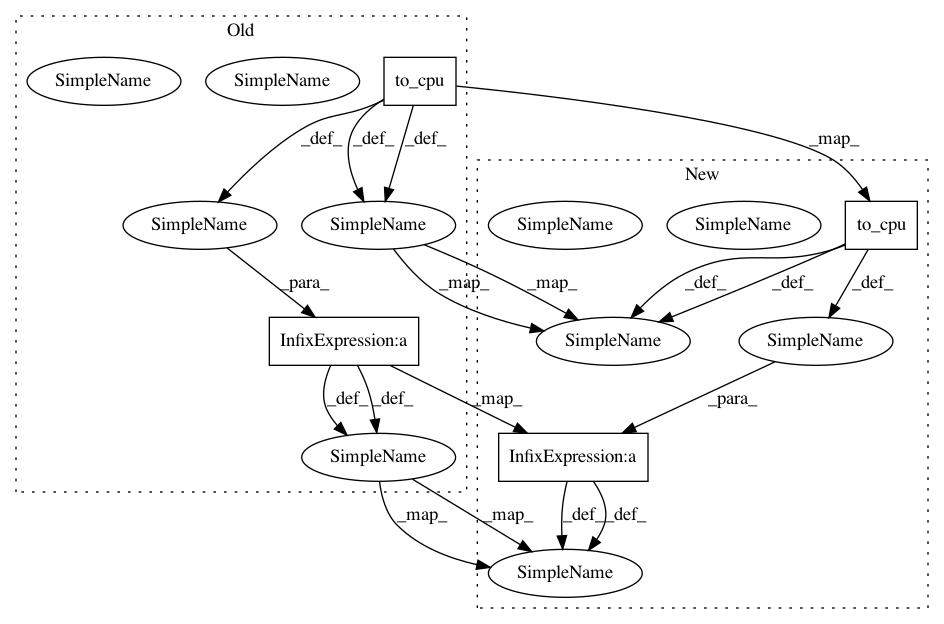 Old
SimpleName SimpleName to_cpu
_def_ _def_ _def_ _map_
New
SimpleName SimpleName SimpleName SimpleName to_cpu
_para_ _map_ _map_ _def_ _def_ _def_
InfixExpression:a SimpleName SimpleName
_def_ _def_ _map_ _para_
SimpleName InfixExpression:a
_map_ _map_ _def_ _def_
SimpleName